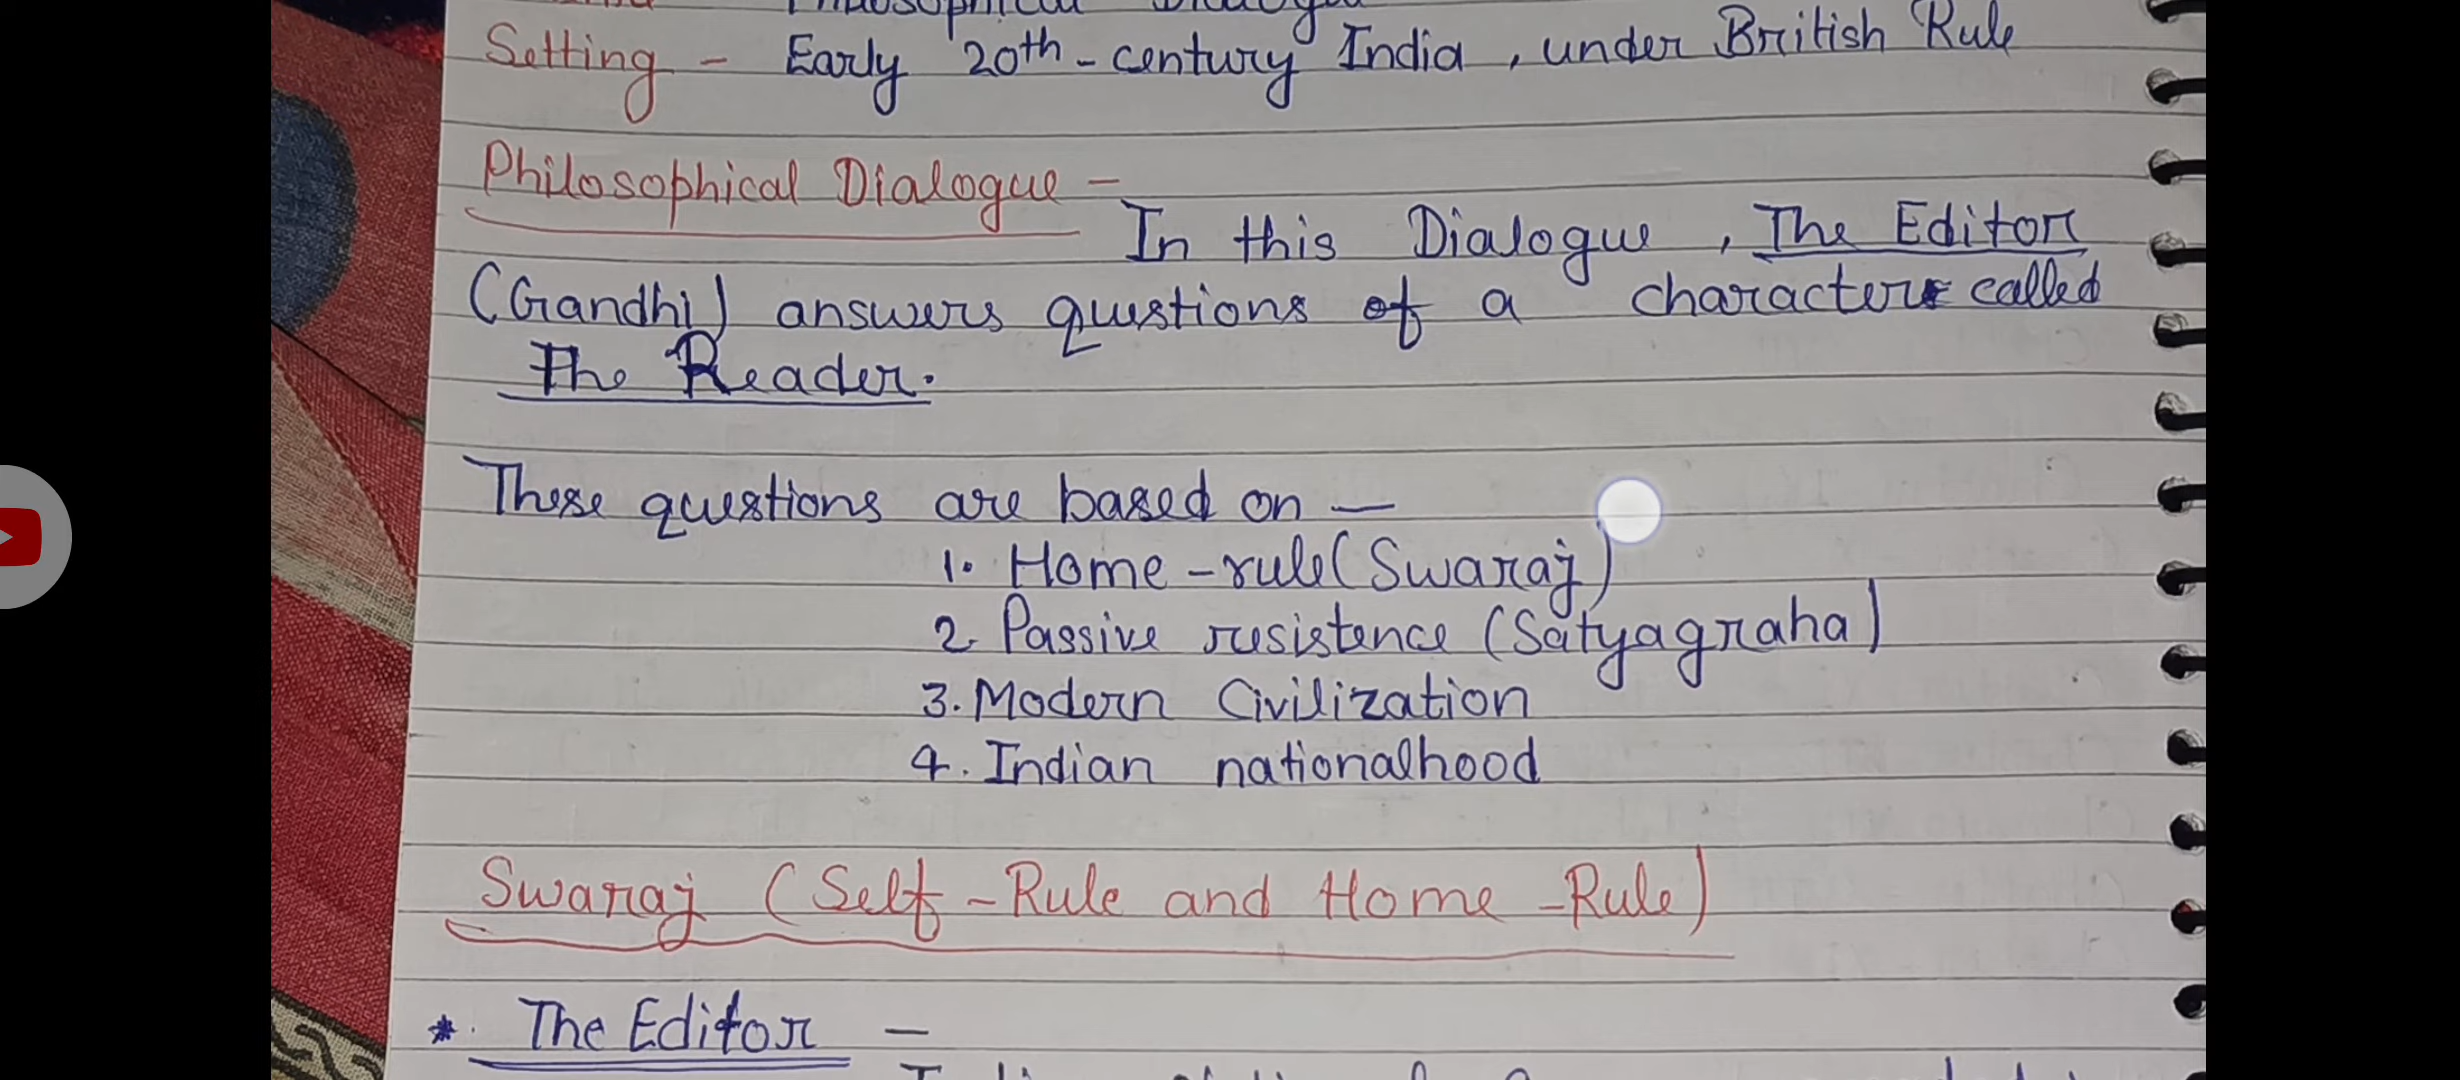 Philosophical Dialogue
Setting - Early 20th-century India, under British Rule
Philosophical Dialogue -
In this Dialogue, The Editor
(Gandhi) answers questions of a character called
The Reader.
These questions are based on —
1. Home-rule (Swaraj)
2. Passive resistence (Satyagraha)
3. Modern Civilization
4. Indian nationalhood
Swaraj (Self-Rule and Home-Rule)
* The Editor —